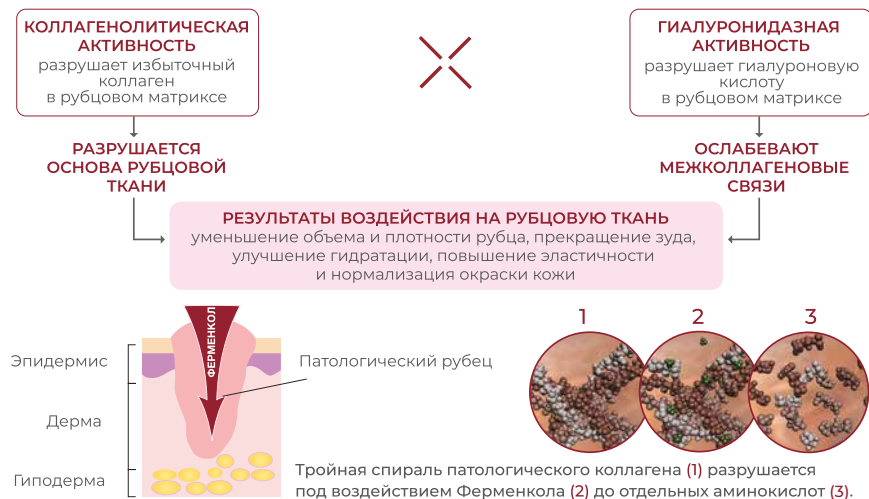 КОЛЛАГЕНОЛИТИЧЕСКАЯ
АКТИВНОСТЬ
разрушает избыточный
коллаген
в рубцовом матриксе
ГИАЛУРОНИДАЗНАЯ
АКТИВНОСТЬ
разрушает гиалуроновую
кислоту
в рубцовом матриксе
РАЗРУШАЕТСЯ
ОСНОВА РУБЦОВОЙ
ТКАНИ
ОСЛАБЕВАЮТ
МЕЖКОЛЛАГЕНОВЫЕ
СВЯЗИ
РЕЗУЛЬТАТЫ ВОЗДЕЙСТВИЯ НА РУБЦОВУЮ ТКАНЬ
уменьшение объема и плотности рубца, прекращение зуда,
улучшение гидратации, повышение эластичности
и нормализация окраски кожи
ФЕРМЕНКОЛ
Эпидермис
Патологический рубец
Дерма
Гиподерма
1 2 3
Тройная спираль патологического коллагена (1) разрушается
под воздействием Ферменкола (2) до отдельных аминокислот (3).